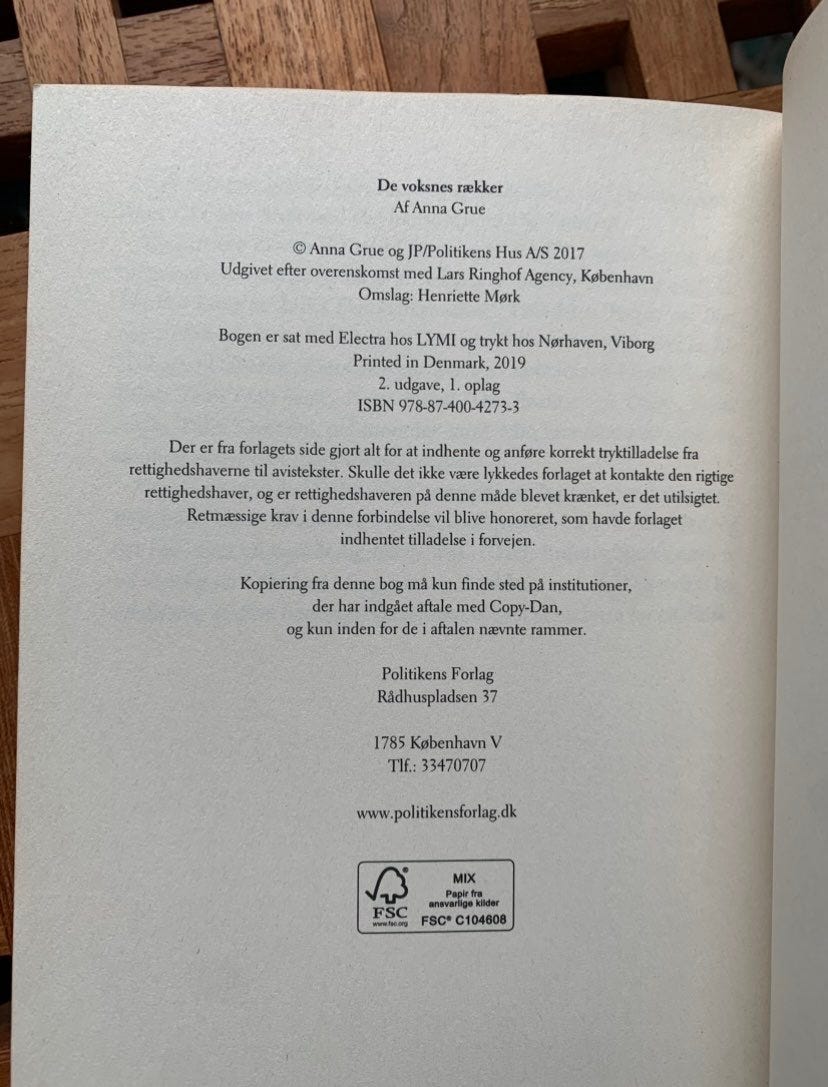 De voksnes rækker
Af Anna Grue
© Anna Grue og JP/Politikens Hus A/S 2017
Udgivet efter overenskomst med Lars Ringhof Agency, København
Omslag: Henriette Mørk
Bogen er sat med Electra hos LYMI og trykt hos Nørhaven, Viborg
Printed in Denmark, 2019
2. udgave, 1. oplag
ISBN 978-87-400-4273-3
Der er fra forlagets side gjort alt for at indhente og anføre korrekt tryktilladelse fra
rettighedshaverne til avistekster. Skulle det ikke være lykkedes forlaget at kontakte den rigtige
rettighedshaver, og er rettighedshaveren på denne måde blevet krænket, er det utilsigtet.
Retmæssige krav i denne forbindelse vil blive honoreret, som havde forlaget
indhentet tilladelse i forvejen.
Kopiering fra denne bog må kun finde sted på institutioner,
der har indgået aftale med Copy-Dan,
og kun inden for de i aftalen nævnte rammer.
Politikens Forlag
Rådhuspladsen 37
1785 København V
Tlf.: 33470707
www.politikensforlag.dk
FSC
www.fsc.org
MIX
Papir fra
ansvarlige kilder
FSC® C104608